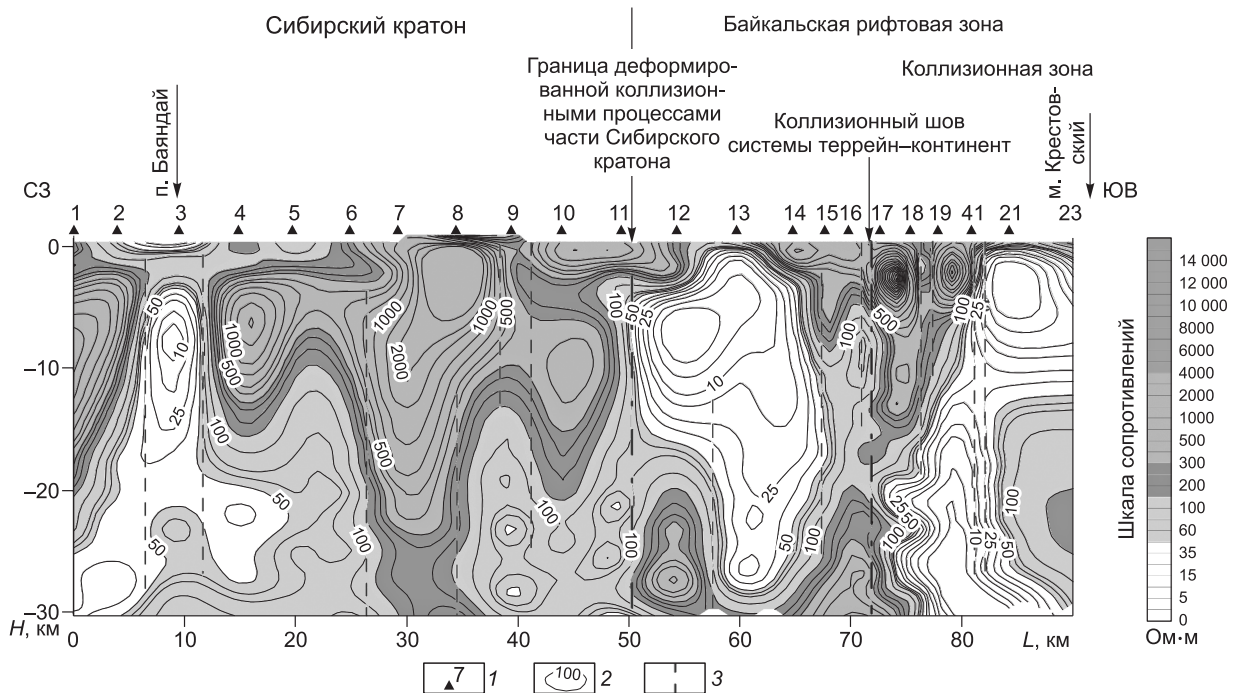 Сибирский кратон
Байкальская рифтовая зона
Граница деформиро-
ванной коллизион-
ными процессами
части Сибирского
кратона
Коллизионная зона
Коллизионный шов
системы террейн–континент
п. Баяндай
м. Крестов-
ский
СЗ
ЮВ
1 2 3 4 5 6 7 8 9 10 11 12 13 14 15 16 17 18 19 41 21 23
0
–10
–20
–30
H, км
0 10 20 30 40 50 60 70 80 L, км
50
10
25
50
100
1000
500
50
100
1000
2000
500
1000
500
100
100
50
25
100
10
25
50
100
100
500
25
50
100
100
25
10
25
50
100
Шкала сопротивлений
14 000
12 000
10 000
8000
6000
4000
2000
1000
500
300
200
100
60
35
15
5
0
Ом·м
7 1
100 2
3